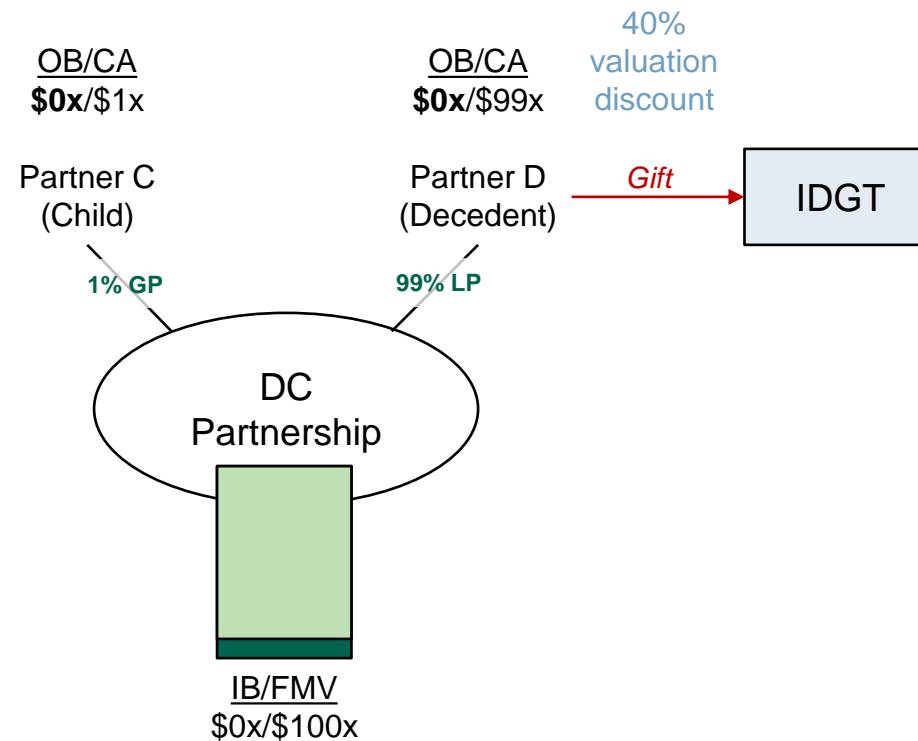 OB/CA
$0x/$1x
Partner C
(Child)
OB/CA
$0x/$99x
40%
valuation
discount
Partner D
(Decedent)
Gift
IDGT
1% GP
99% LP
DC
Partnership
IB/FMV
$0x/$100x